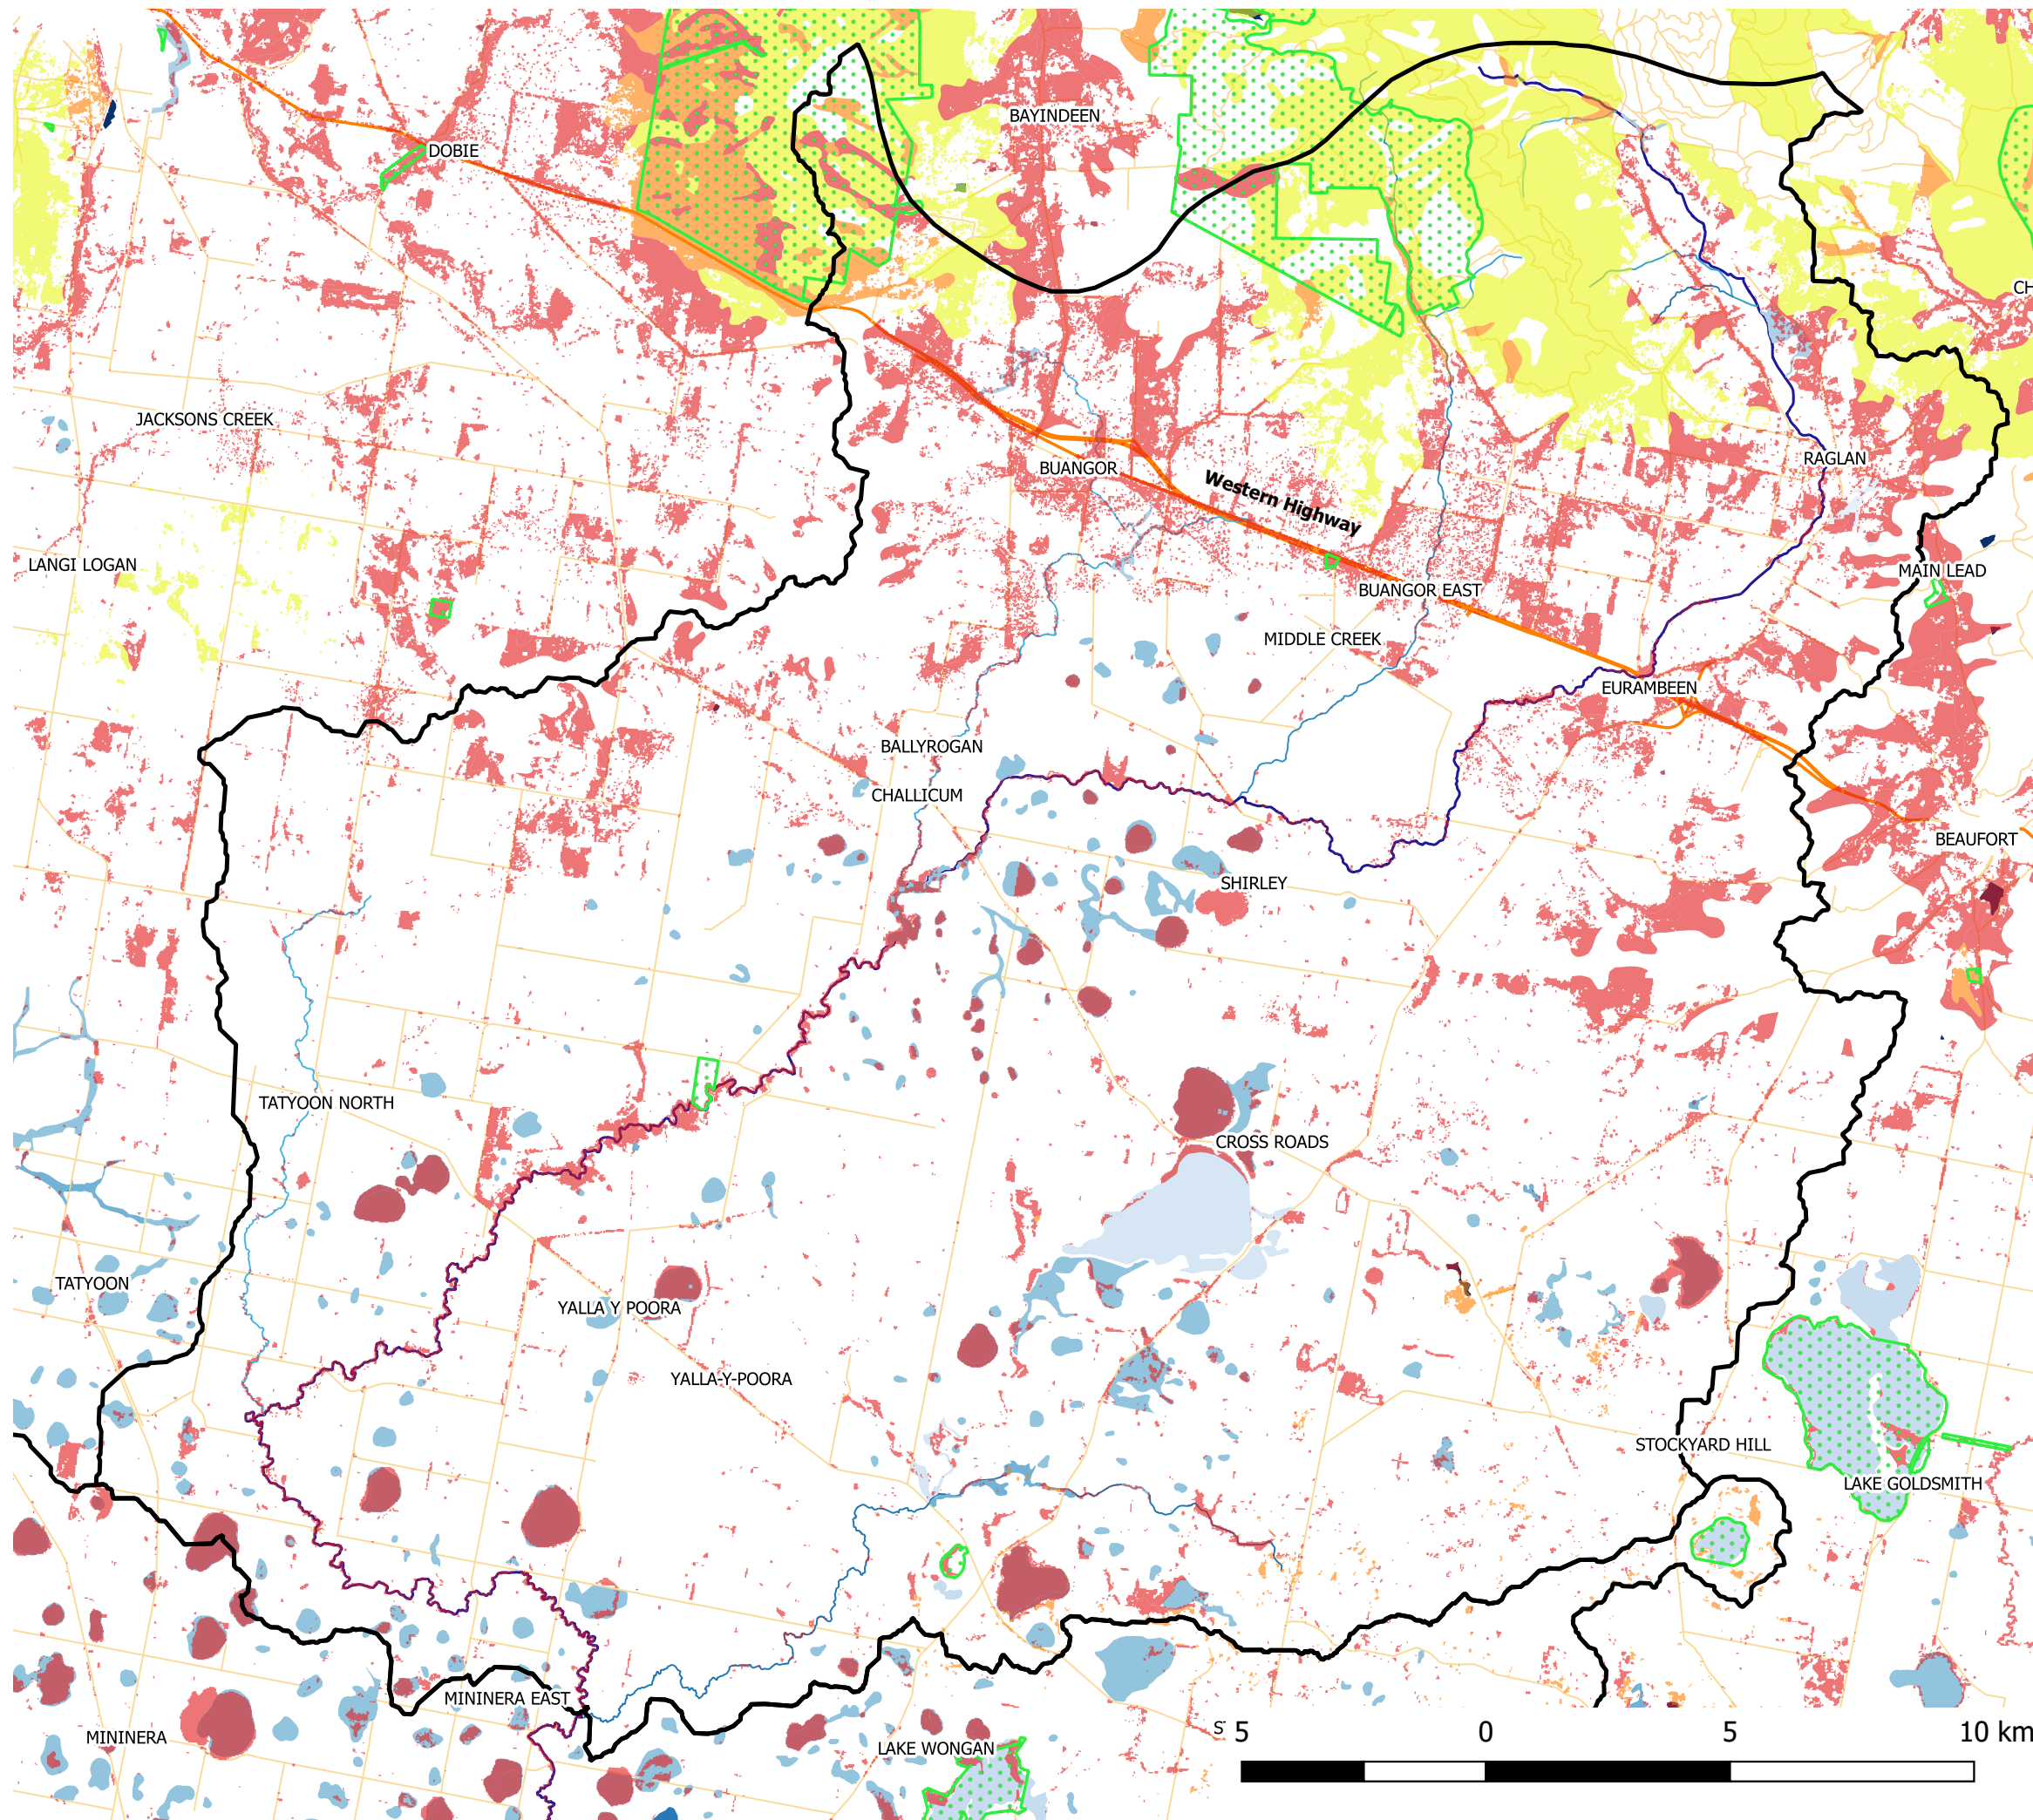 BAYINDEEN
DOBIE
CH
JACKSONS CREEK
BUANGOR
RAGLAN
Western Highway
LANGI LOGAN
MAIN LEAD
BUANGOR EAST
MIDDLE CREEK
EURAMBEEN
BALLYROGAN
CHALLICUM
BEAUFORT
SHIRLEY
TATYOON NORTH
CROSS ROADS
TATYOON
YALLA Y POORA
YALLA-Y-POORA
STOCKYARD HILL
LAKE GOLDSMITH
MININERA EAST
MININERA
LAKE WONGAN
5 0 5 10 km